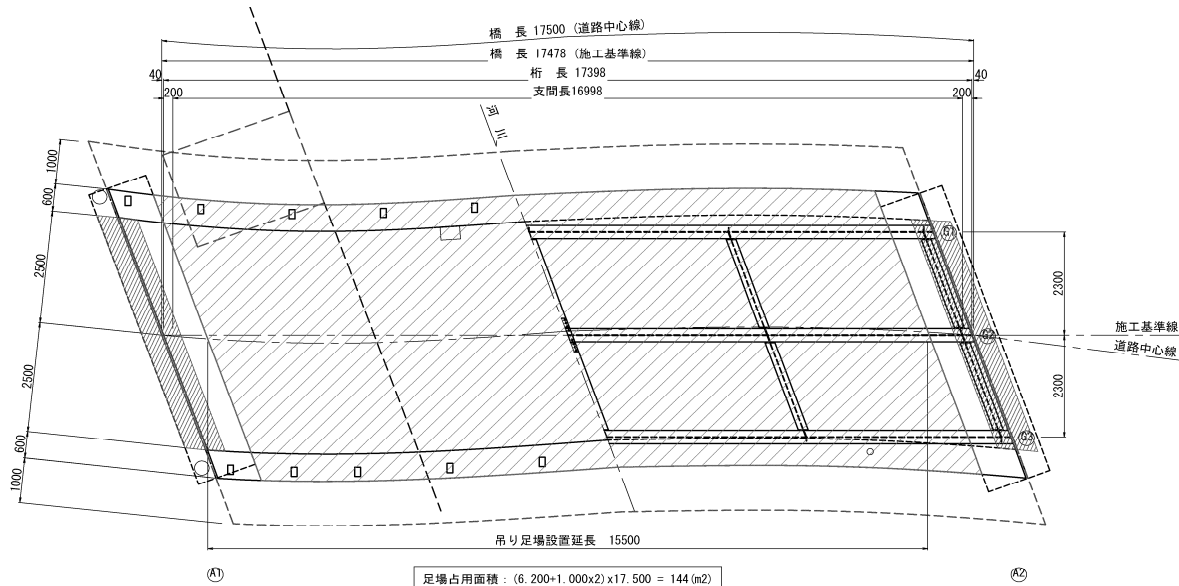 橋 長 17500 (道路中心線)
橋 長 17478 (施工基準線)
40 桁 長 17398 40
200 支間長16998 200
河 川
1000
600
2500
2500
600
1000
G1
G2
G3
2300
2300
施工基準線
道路中心線
吊り足場設置延長 15500
A1
A2
足場占用面積 : (6.200+1.000x2)x17.500 = 144(m2)